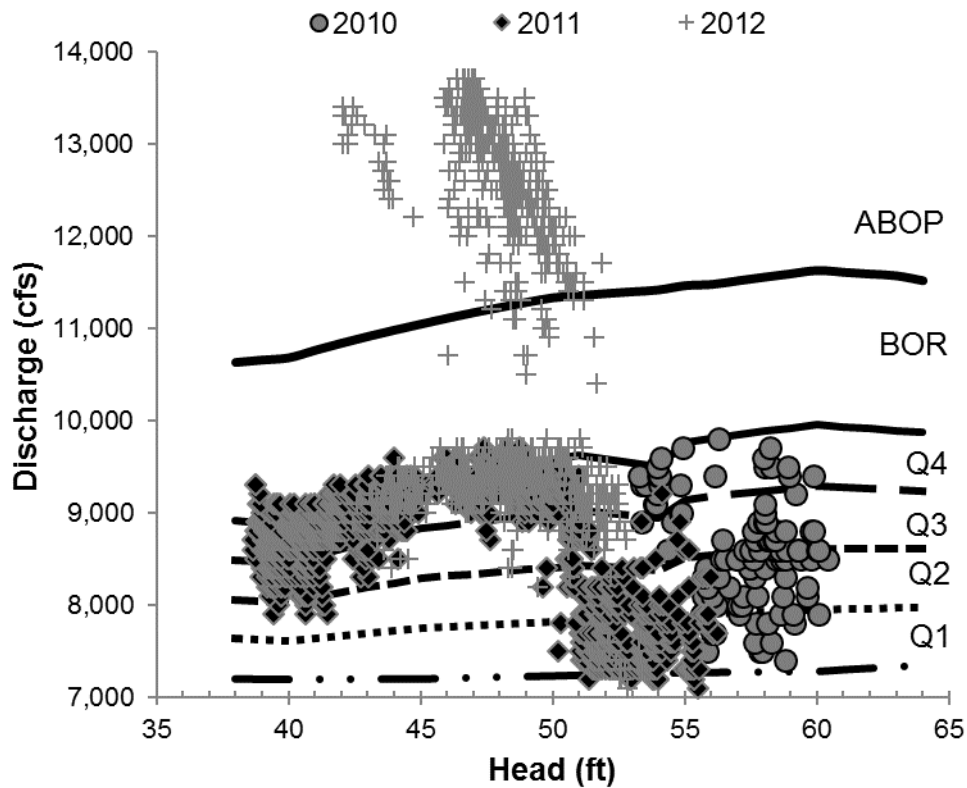 2010 2011 2012
14,000
13,000
12,000
11,000
10,000
9,000
8,000
7,000
Discharge (cfs)
ABOP
BOR
Q4
Q3
Q2
Q1
35 40 45 50 55 60 65
Head (ft)